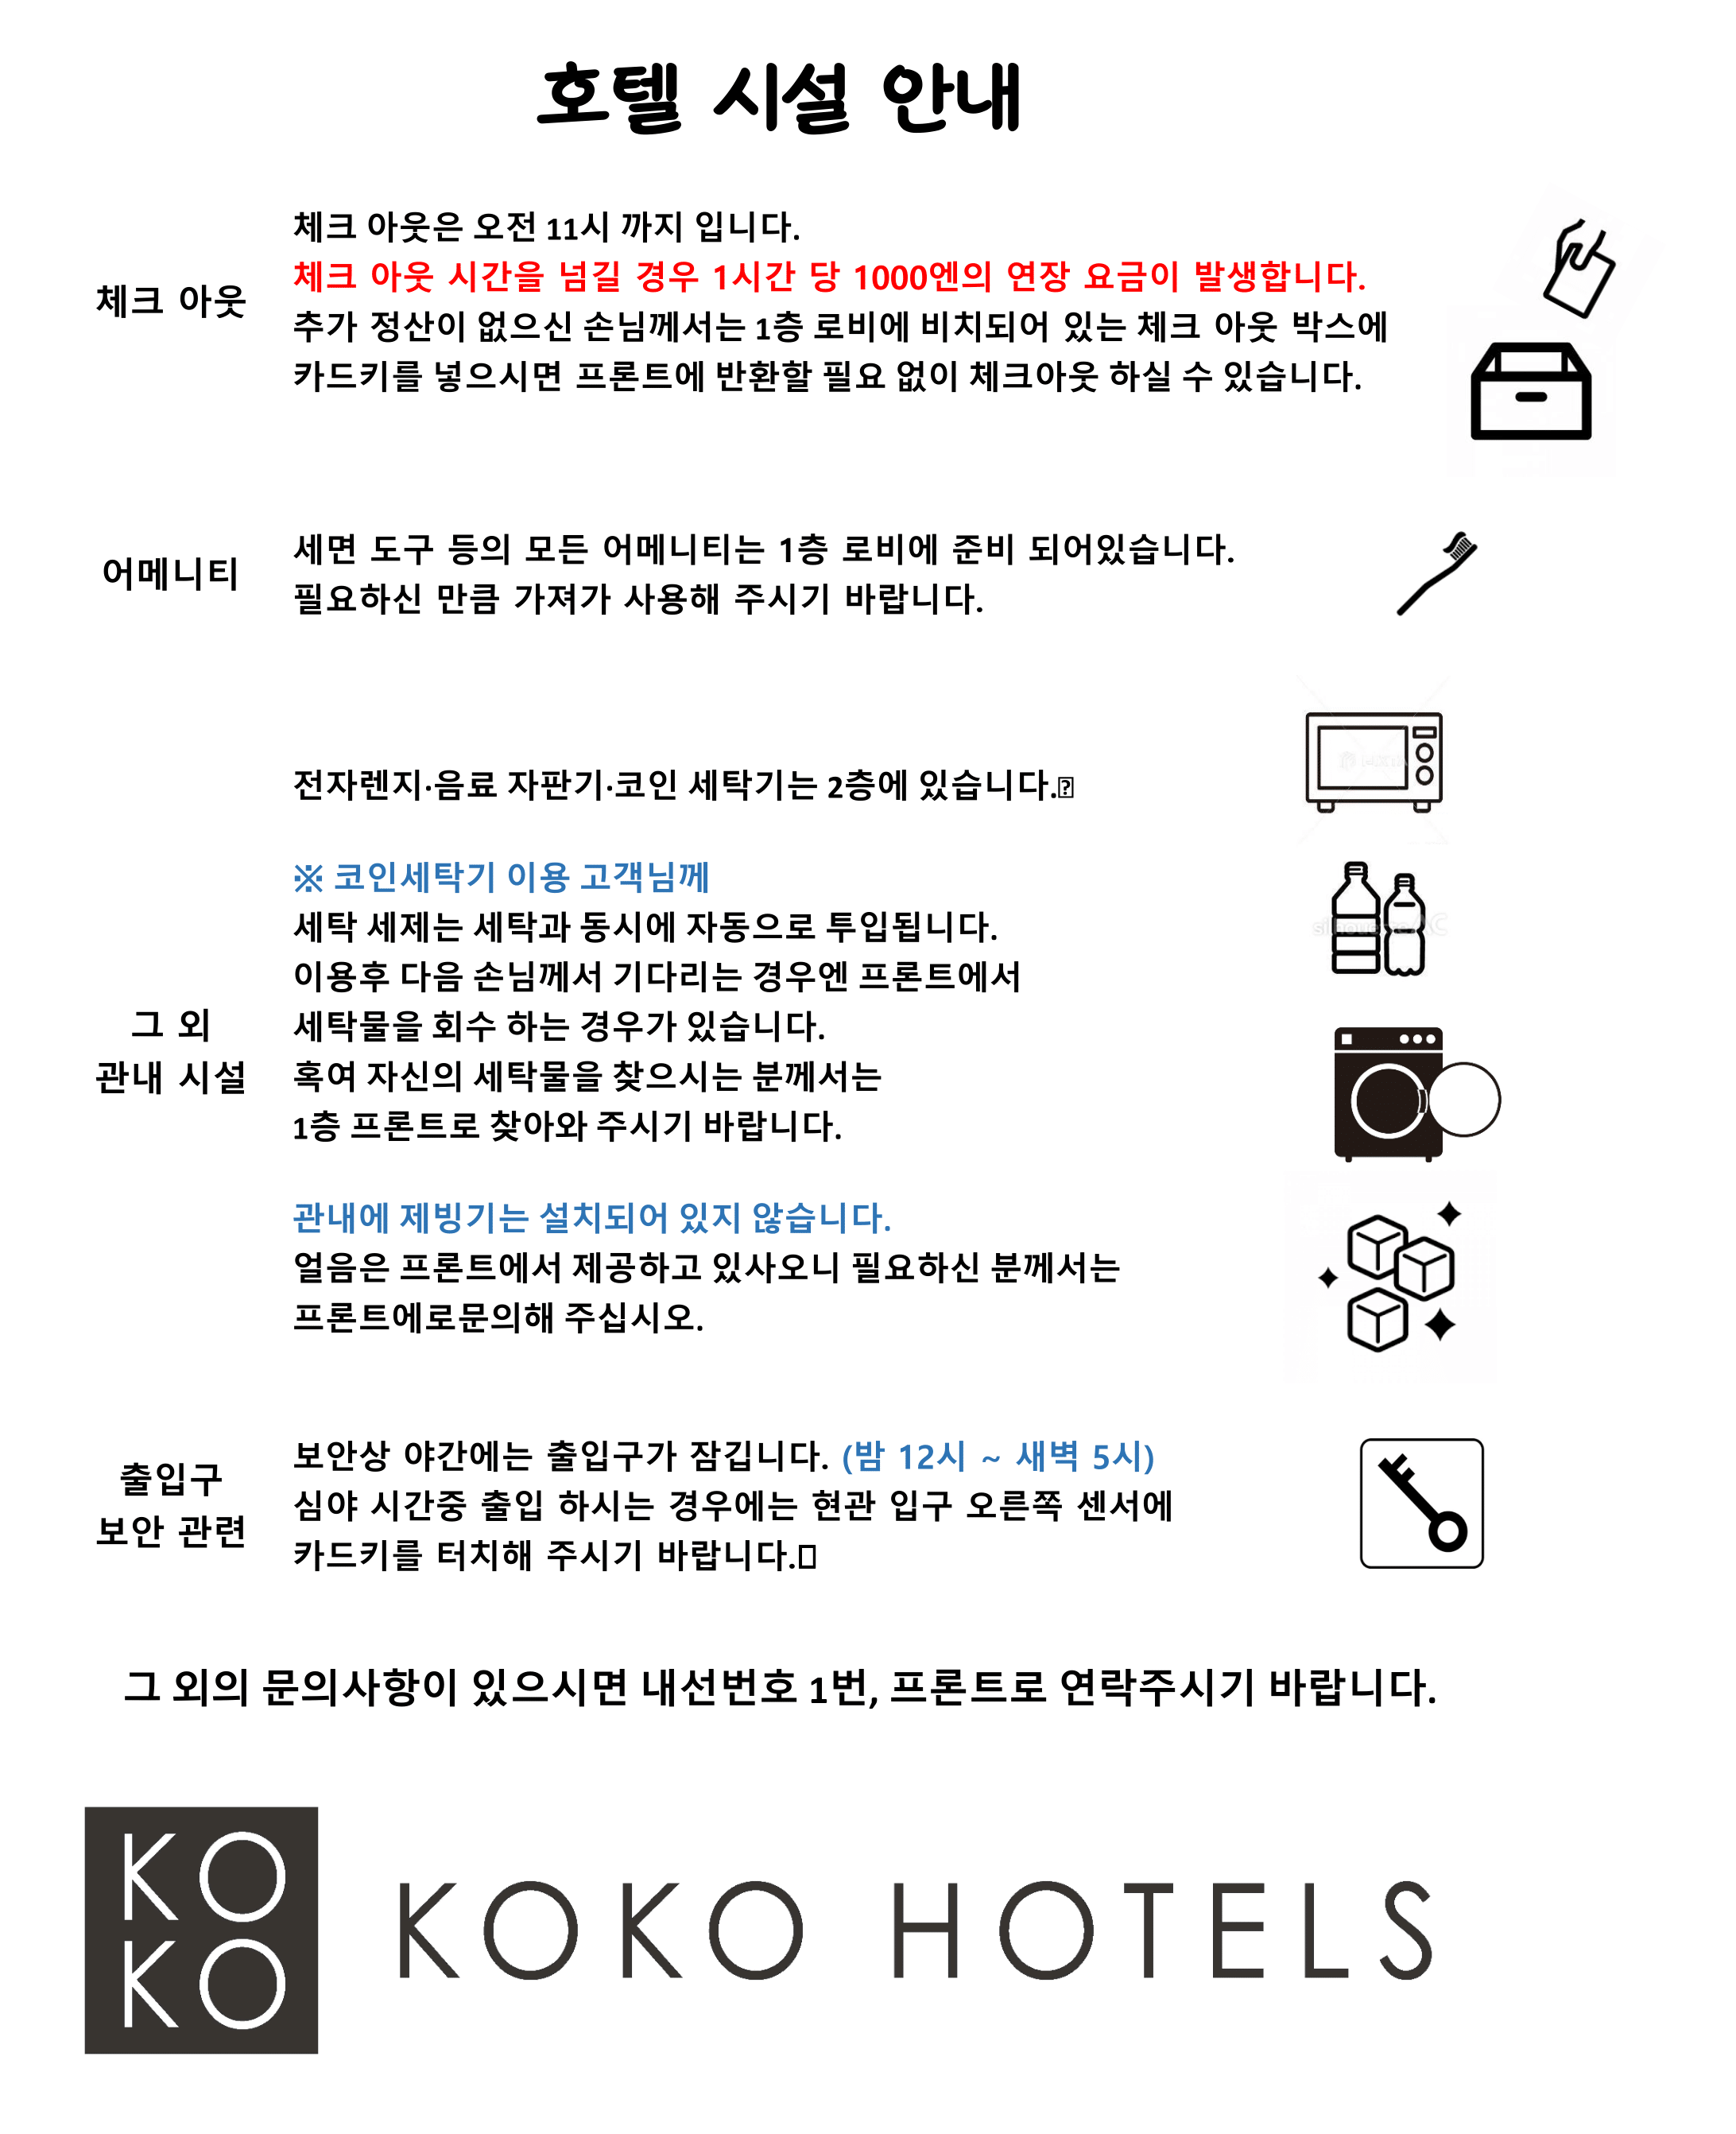 호텔 시설 안내
체크 아웃
체크 아웃은 오전 11시 까지 입니다.
체크 아웃 시간을 넘길 경우 1시간 당 1000엔의 연장 요금이 발생합니다.
추가 정산이 없으신 손님께서는 1층 로비에 비치되어 있는 체크 아웃 박스에
카드키를 넣으시면 프론트에 반환할 필요 없이 체크아웃 하실 수 있습니다.
어메니티
세면 도구 등의 모든 어메니티는 1층 로비에 준비 되어있습니다.
필요하신 만큼 가져가 사용해 주시기 바랍니다.
그 외
관내 시설
전자렌지·음료 자판기·코인 세탁기는 2층에 있습니다.
※ 코인세탁기 이용 고객님께
세탁 세제는 세탁과 동시에 자동으로 투입됩니다.
이용후 다음 손님께서 기다리는 경우엔 프론트에서
세탁물을 회수 하는 경우가 있습니다.
혹여 자신의 세탁물을 찾으시는 분께서는
1층 프론트로 찾아와 주시기 바랍니다.
관내에 제빙기는 설치되어 있지 않습니다.
얼음은 프론트에서 제공하고 있사오니 필요하신 분께서는
프론트에로문의해 주십시오.
출입구
보안 관련
보안상 야간에는 출입구가 잠깁니다. (밤 12시 ~ 새벽 5시)
심야 시간중 출입 하시는 경우에는 현관 입구 오른쪽 센서에
카드키를 터치해 주시기 바랍니다.
그 외의 문의사항이 있으시면 내선번호 1번, 프론트로 연락주시기 바랍니다.
KO
KO
KOKO HOTELS